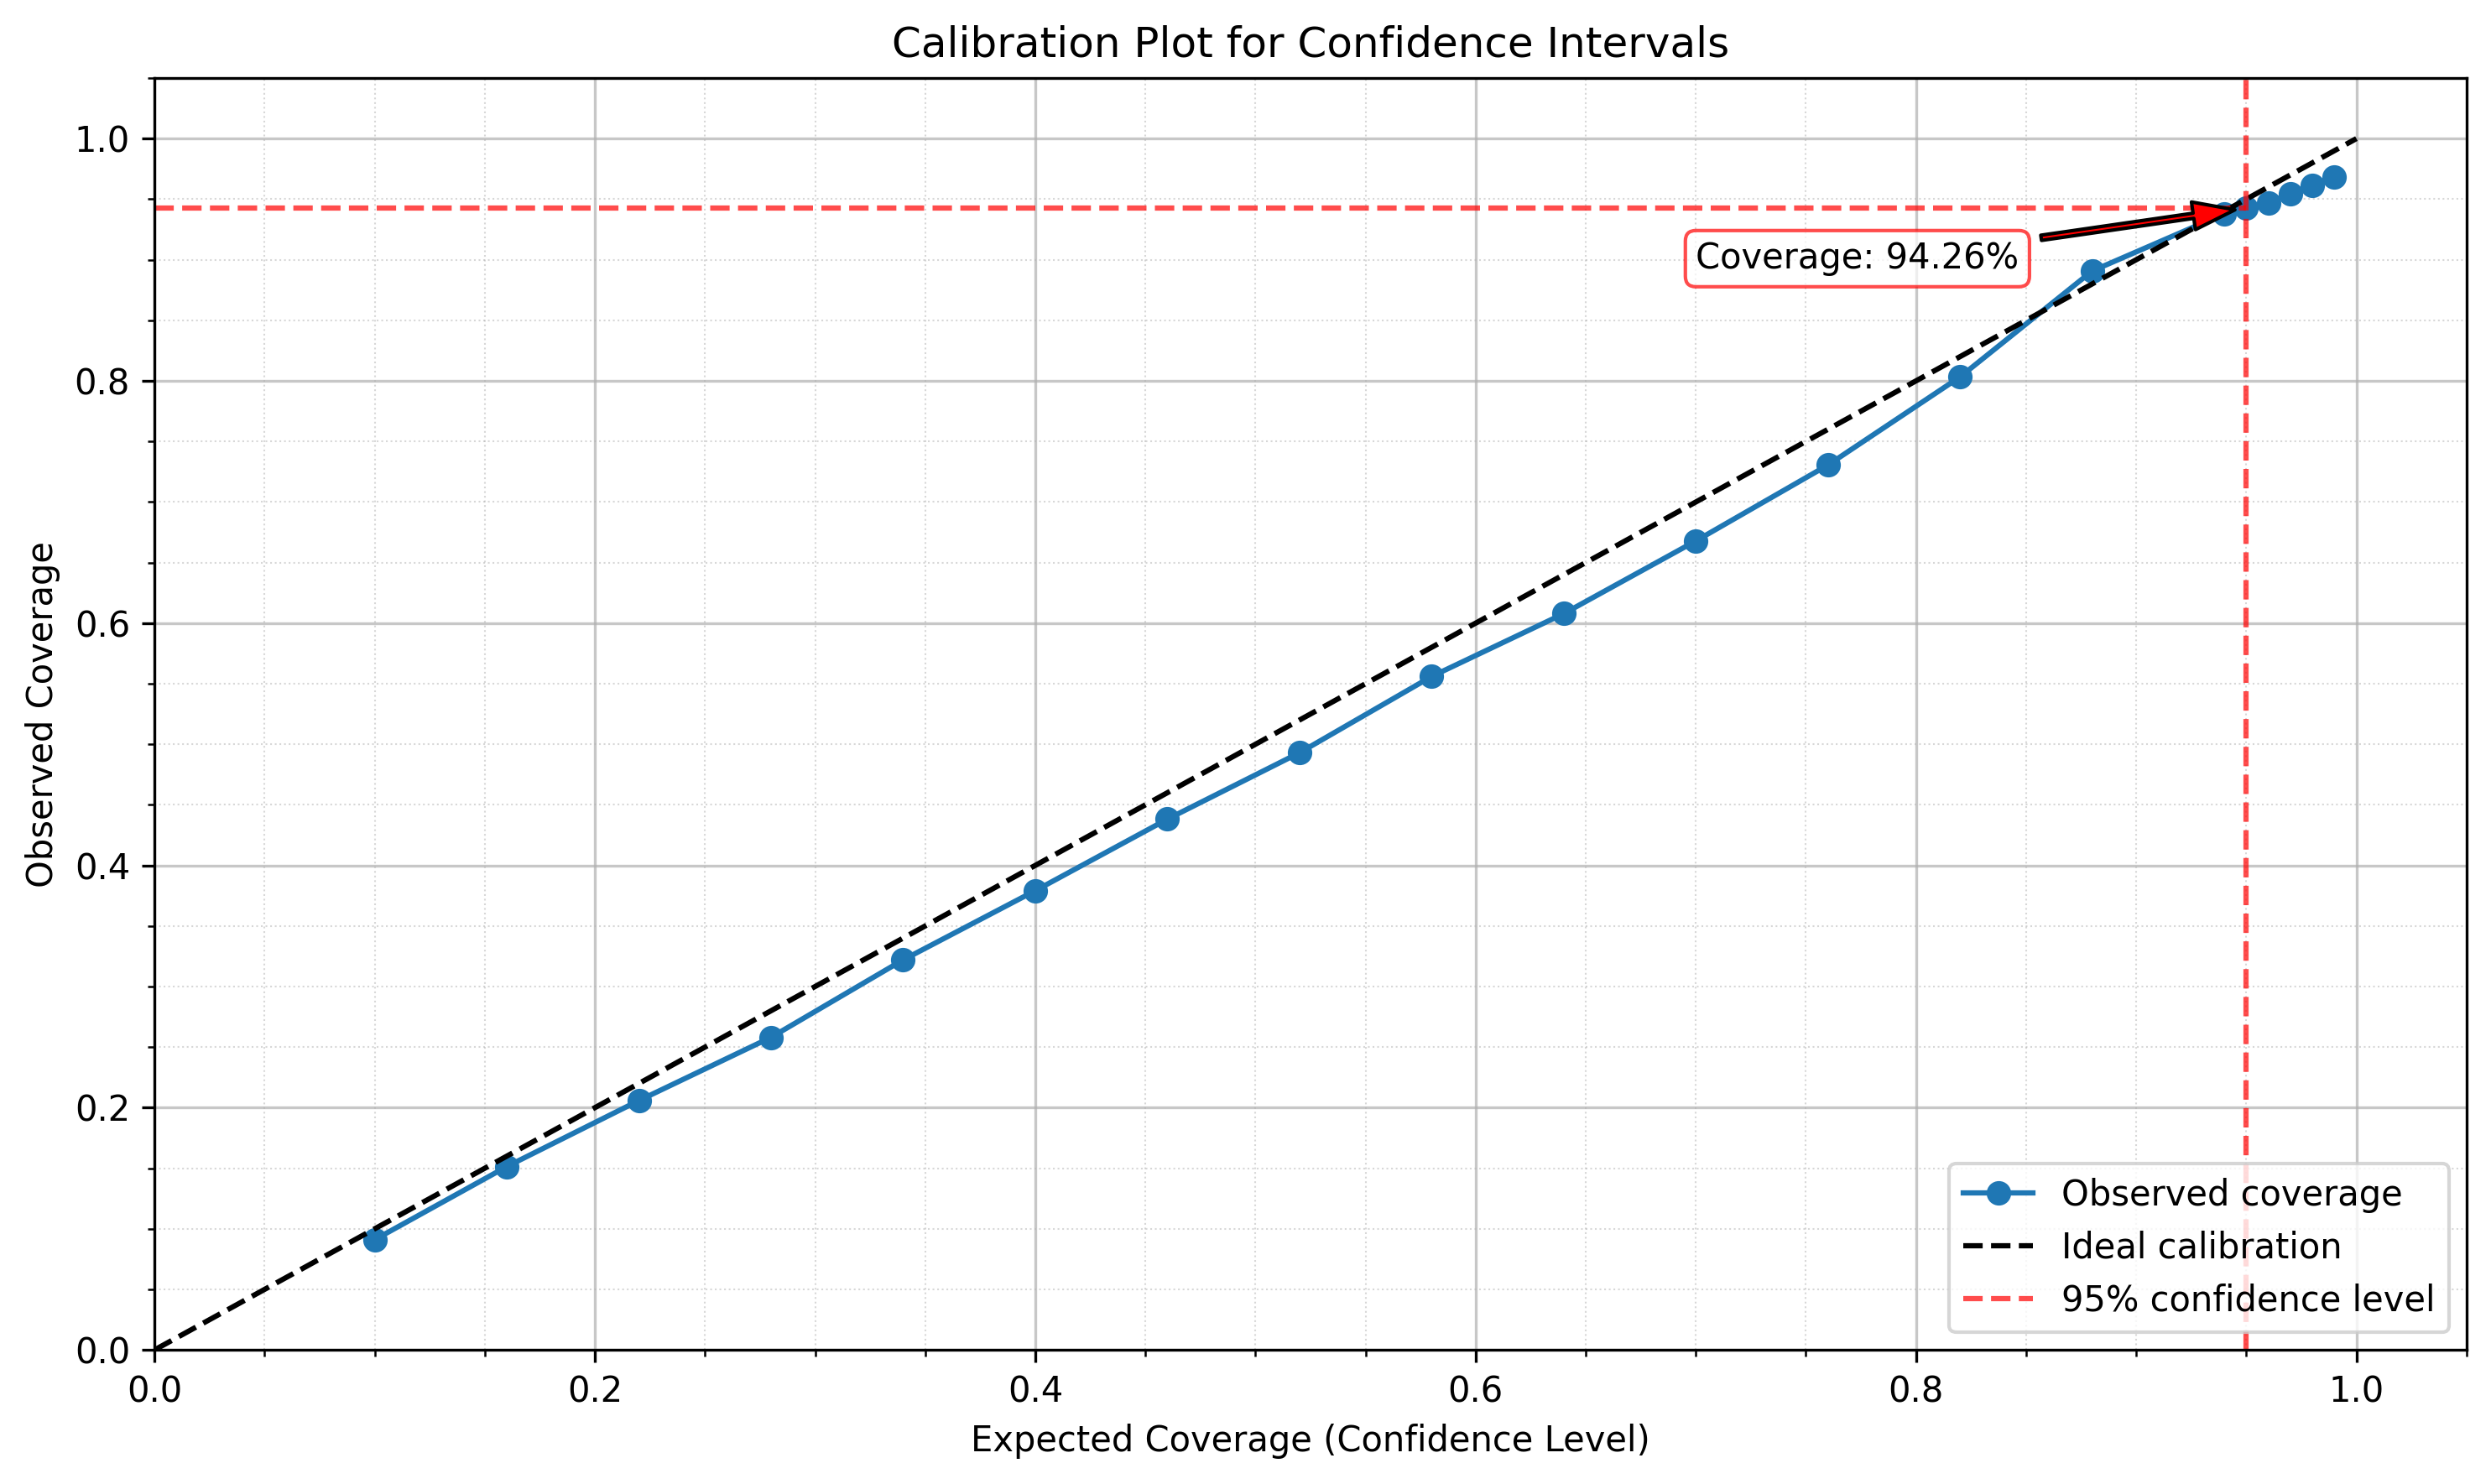 Calibration Plot for Confidence Intervals
1.0
0.8
0.6
0.4
0.2
0.0
Observed Coverage
Coverage: 94.26%
Observed coverage
Ideal calibration
95% confidence level
0.0 0.2 0.4 0.6 0.8 1.0
Expected Coverage (Confidence Level)